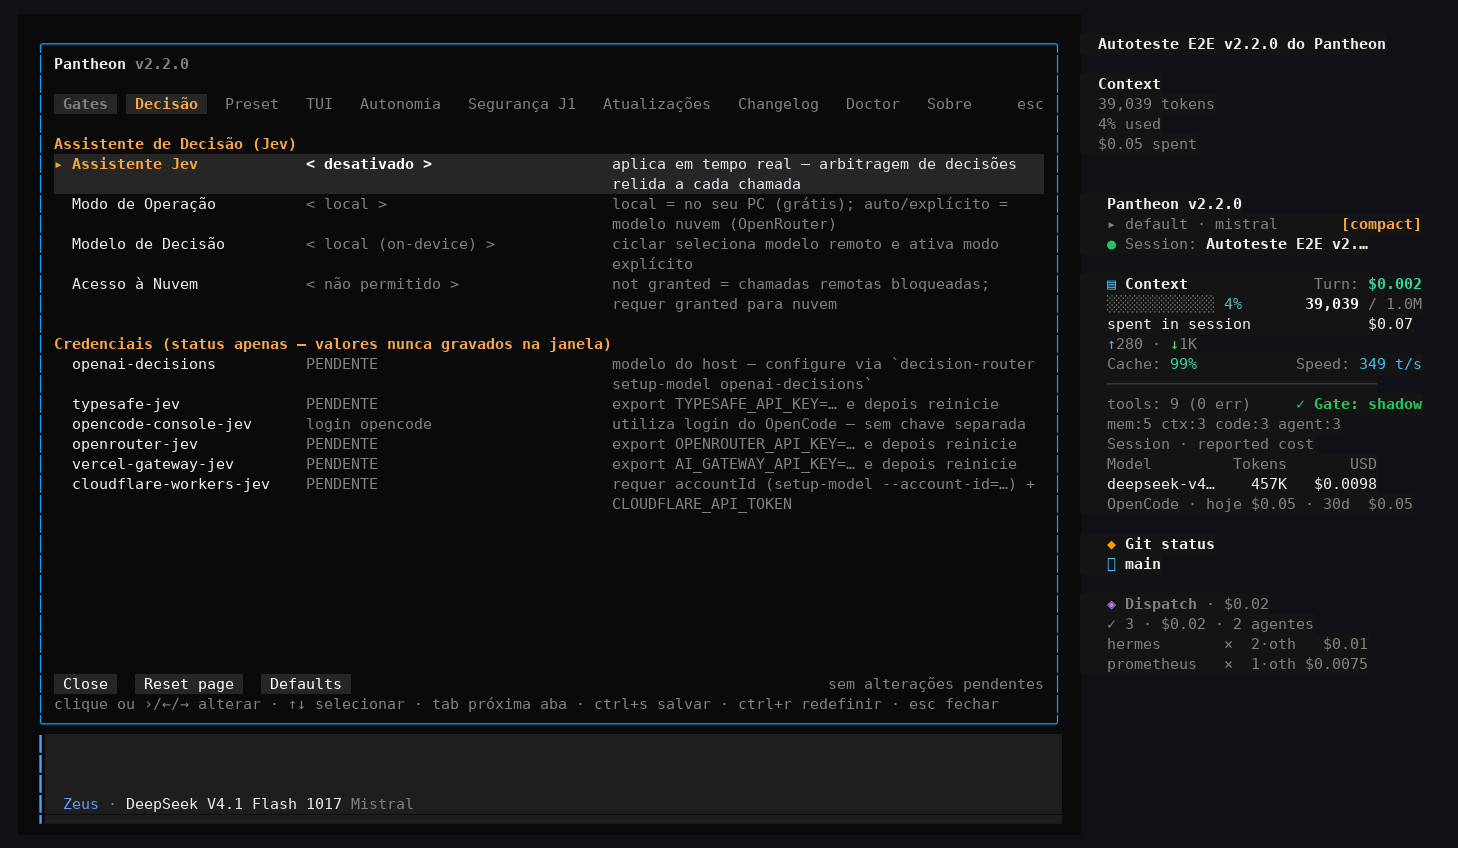 Pantheon v2.2.0
Gates Decisão Preset TUI Autonomia Segurança J1 Atualizações Changelog Doctor Sobre esc
Assistente de Decisão (Jev)
▸ Assistente Jev < desativado > aplica em tempo real — arbitragem de decisões
relida a cada chamada
Modo de Operação < local > local = no seu PC (grátis); auto/explícito =
modelo nuvem (OpenRouter)
Modelo de Decisão < local (on-device) > ciclar seleciona modelo remoto e ativa modo
explícito
Acesso à Nuvem < não permitido > not granted = chamadas remotas bloqueadas;
requer granted para nuvem
Credenciais (status apenas — valores nunca gravados na janela)
openai-decisions PENDENTE modelo do host — configure via `decision-router
setup-model openai-decisions`
typesafe-jev PENDENTE export TYPESAFE_API_KEY=… e depois reinicie
opencode-console-jev login opencode utiliza login do OpenCode — sem chave separada
openrouter-jev PENDENTE export OPENROUTER_API_KEY=… e depois reinicie
vercel-gateway-jev PENDENTE export AI_GATEWAY_API_KEY=… e depois reinicie
cloudflare-workers-jev PENDENTE requer accountId (setup-model --account-id=…) +
CLOUDFLARE_API_TOKEN
Close Reset page Defaults sem alterações pendentes
clique ou ›/←/→ alterar · ↑↓ selecionar · tab próxima aba · ctrl+s salvar · ctrl+r redefinir · esc fechar
Zeus · DeepSeek V4.1 Flash 1017 Mistral
Autoteste E2E v2.2.0 do Pantheon
Context
39,039 tokens
4% used
$0.05 spent
Pantheon v2.2.0
▸ default · mistral [compact]
● Session: Autoteste E2E v2.…
▤ Context Turn: $0.002
4% 39,039 / 1.0M
spent in session $0.07
↑280 · ↓1K
Cache: 99% Speed: 349 t/s
tools: 9 (0 err) ✓ Gate: shadow
mem:5 ctx:3 code:3 agent:3
Session · reported cost
Model Tokens USD
deepseek-v4… 457K $0.0098
OpenCode · hoje $0.05 · 30d $0.05
◆ Git status
main
◈ Dispatch · $0.02
✓ 3 · $0.02 · 2 agentes
hermes × 2·oth $0.01
prometheus × 1·oth $0.0075